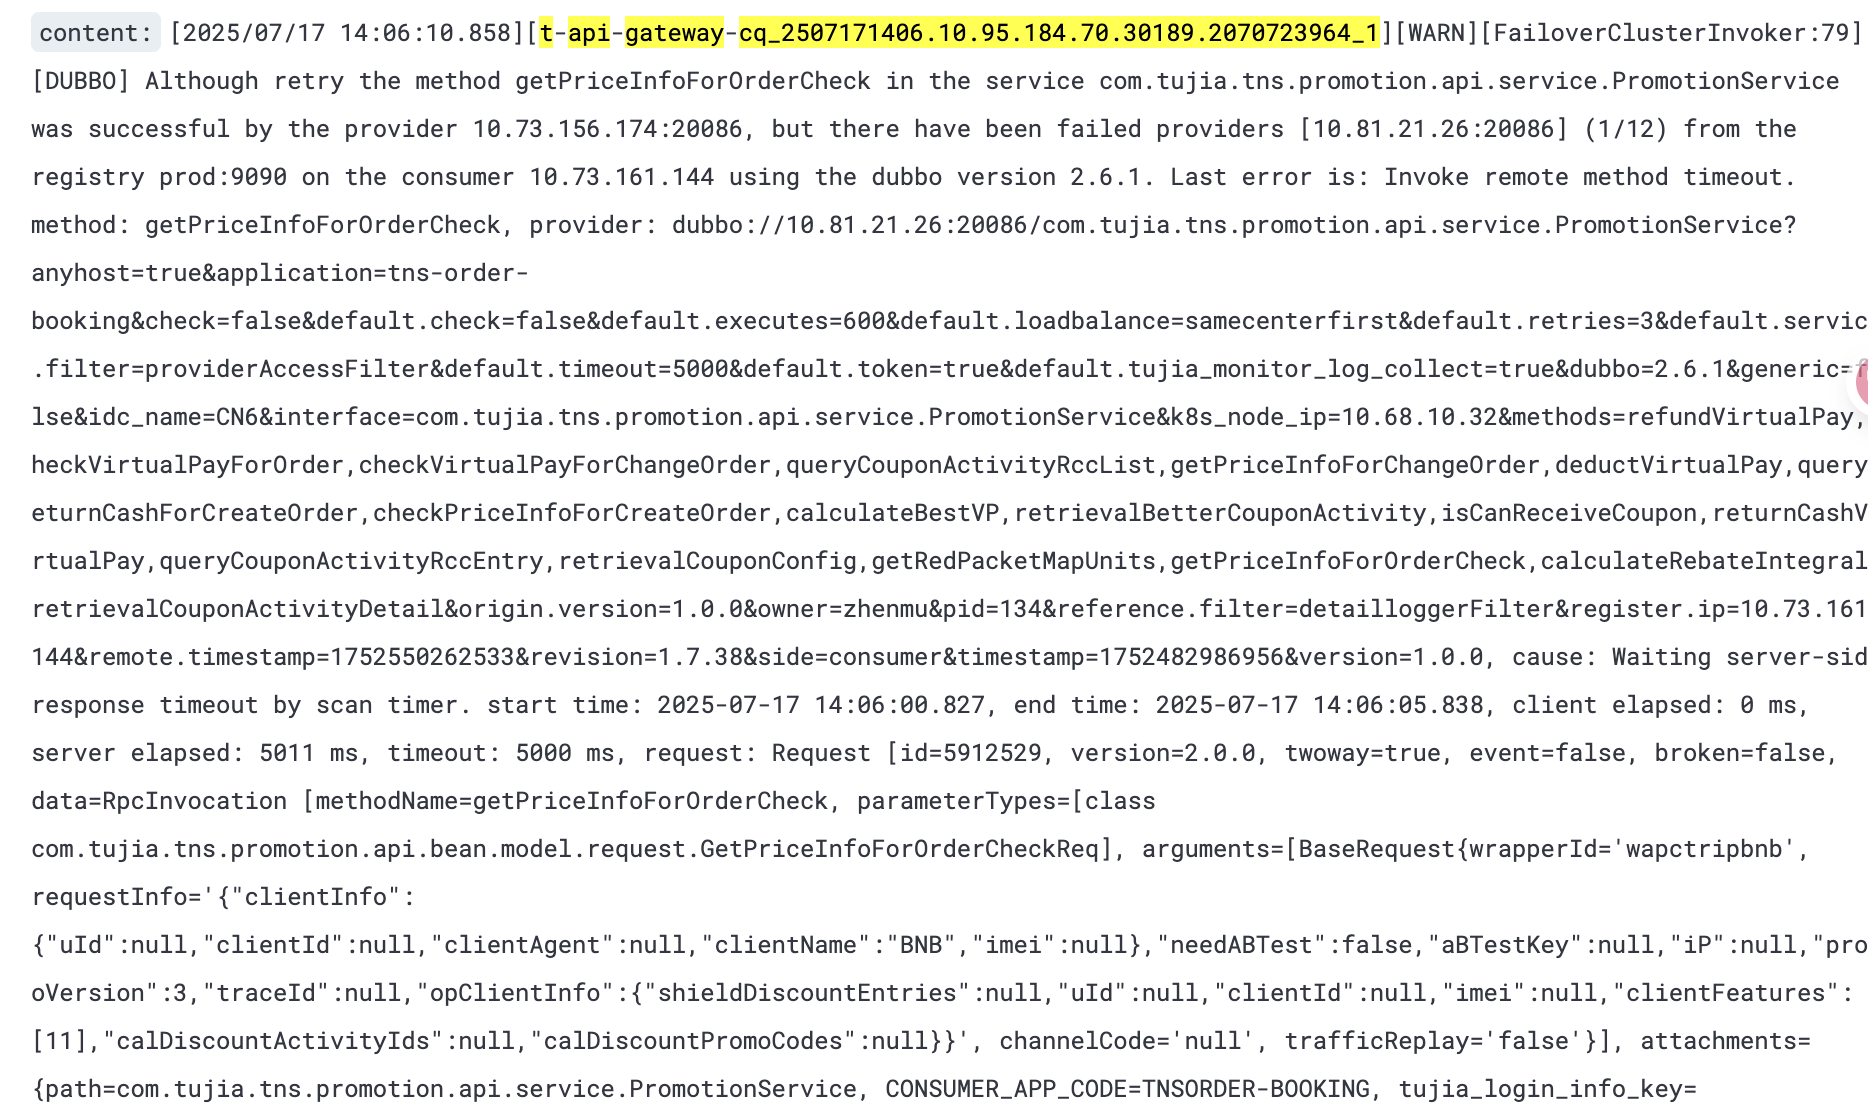 content: [2025/07/17 14:06:10.858][t-api-gateway-cq_2507171406.10.95.184.70.30189.2070723964_1][WARN][FailoverClusterInvoker:79]
[DUBBO] Although retry the method getPriceInfoForOrderCheck in the service com.tujia.tns.promotion.api.service.PromotionService
was successful by the provider 10.73.156.174:20086, but there have been failed providers [10.81.21.26:20086] (1/12) from the
registry prod:9090 on the consumer 10.73.161.144 using the dubbo version 2.6.1. Last error is: Invoke remote method timeout.
method: getPriceInfoForOrderCheck, provider: dubbo://10.81.21.26:20086/com.tujia.tns.promotion.api.service.PromotionService?
anyhost=true&application=tns-order-
booking&check=false&default.check=false&default.executes=600&default.loadbalance=samecenterfirst&default.retries=3&default.servic
.filter=providerAccessFilter&default.timeout=5000&default.token=true&default.tujia_monitor_log_collect=true&dubbo=2.6.1&generic=f
lse&idc_name=CN6&interface=com.tujia.tns.promotion.api.service.PromotionService&k8s_node_ip=10.68.10.32&methods=refundVirtualPay,
heckVirtualPayForOrder,checkVirtualPayForChangeOrder,queryCouponActivityRccList,getPriceInfoForChangeOrder,deductVirtualPay,query
eturnCashForCreateOrder,checkPriceInfoForCreateOrder,calculateBestVP,retrievalBetterCouponActivity,isCanReceiveCoupon,returnCashV
rtualPay,queryCouponActivityRccEntry,retrievalCouponConfig,getRedPacketMapUnits,getPriceInfoForOrderCheck,calculateRebateIntegral
retrievalCouponActivityDetail&origin.version=1.0.0&owner=zhenmu&pid=134&reference.filter=detailloggerFilter&register.ip=10.73.161
144&remote.timestamp=1752550262533&revision=1.7.38&side=consumer&timestamp=1752482986956&version=1.0.0, cause: Waiting server-sid
response timeout by scan timer. start time: 2025-07-17 14:06:00.827, end time: 2025-07-17 14:06:05.838, client elapsed: 0 ms,
server elapsed: 5011 ms, timeout: 5000 ms, request: Request [id=5912529, version=2.0.0, twoway=true, event=false, broken=false,
data=RpcInvocation [methodName=getPriceInfoForOrderCheck, parameterTypes=[class
com.tujia.tns.promotion.api.bean.model.request.GetPriceInfoForOrderCheckReq], arguments=[BaseRequest{wrapperId='wapctripbnb',
requestInfo='{"clientInfo":
{"uId":null,"clientId":null,"clientAgent":null,"clientName":"BNB","imei":null},"needABTest":false,"aBTestKey":null,"iP":null,"pro
oVersion":3,"traceId":null,"opClientInfo":{"shieldDiscountEntries":null,"uId":null,"clientId":null,"imei":null,"clientFeatures":
[11],"calDiscountActivityIds":null,"calDiscountPromoCodes":null}}', channelCode='null', trafficReplay='false'}], attachments=
{path=com.tujia.tns.promotion.api.service.PromotionService, CONSUMER_APP_CODE=TNSORDER-BOOKING, tujia_login_info_key=